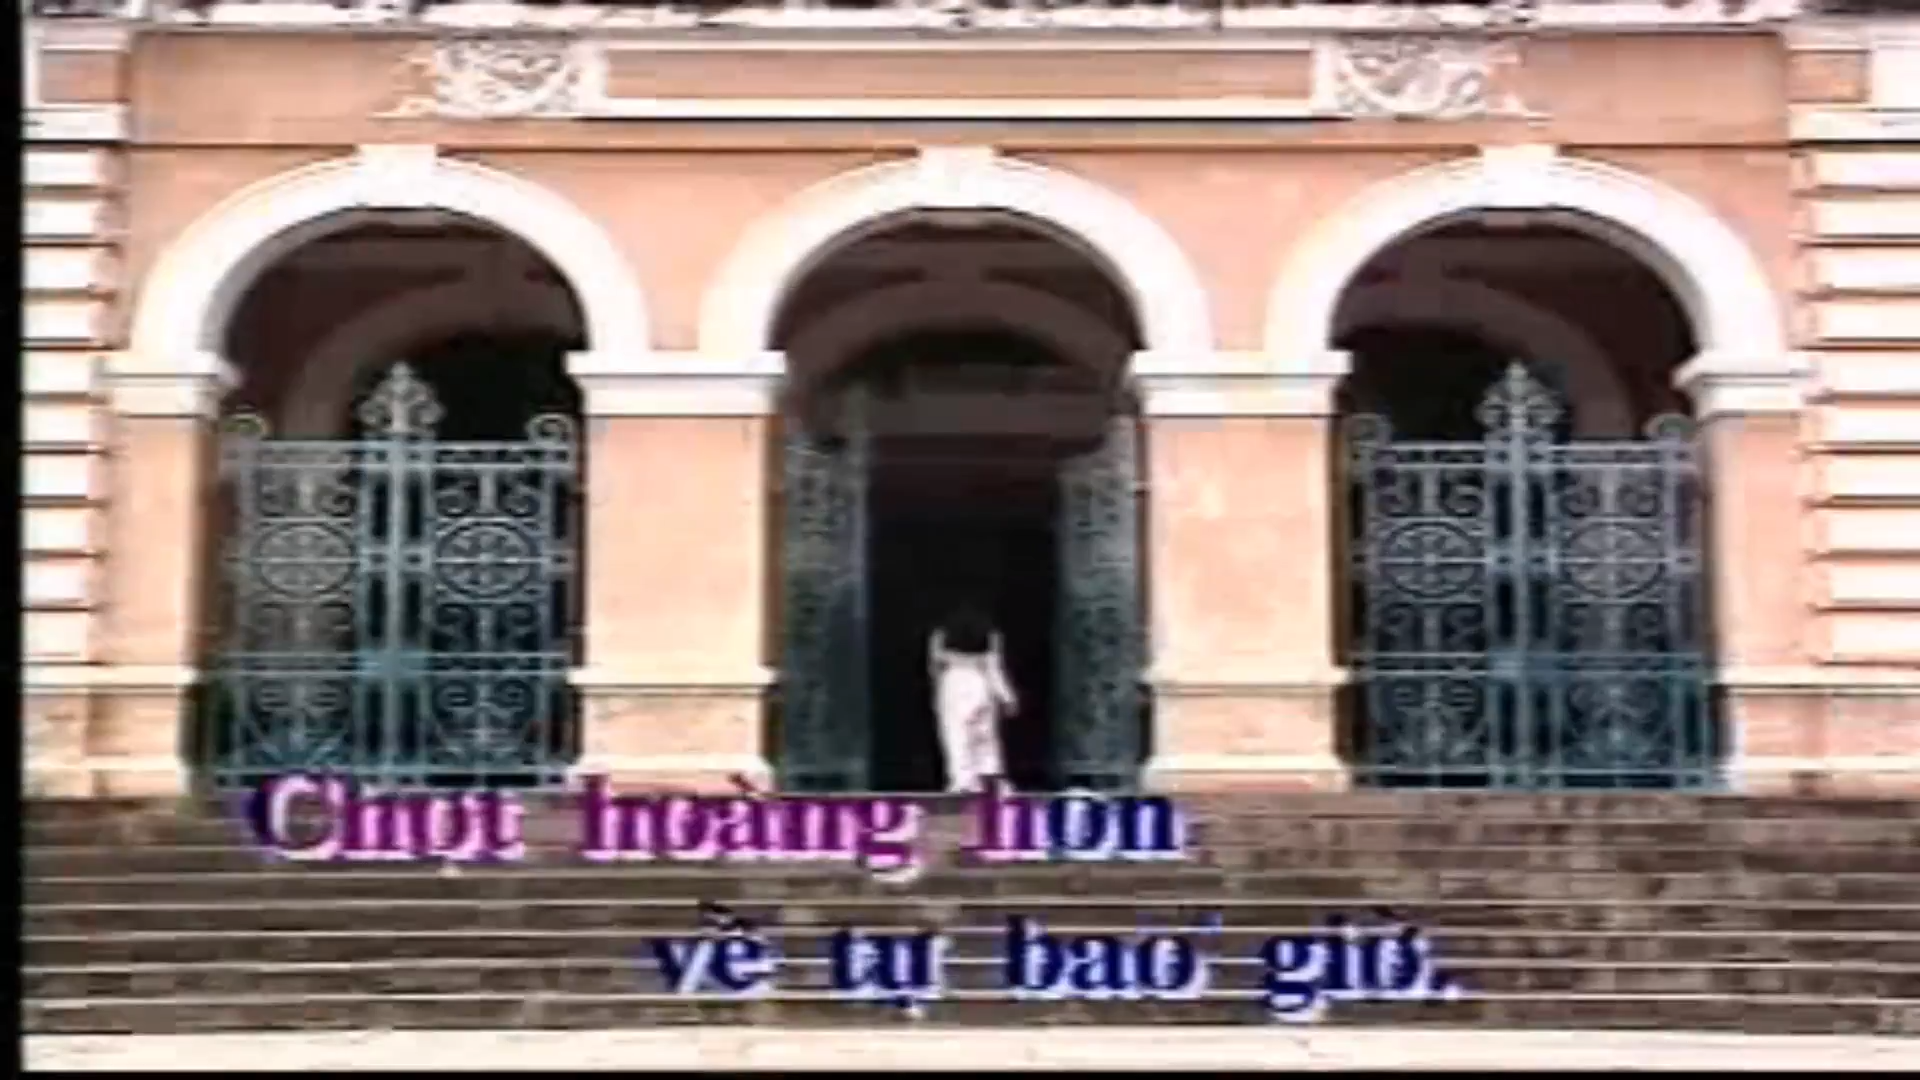 Chợt hoàng hôn
về tự bao giờ.